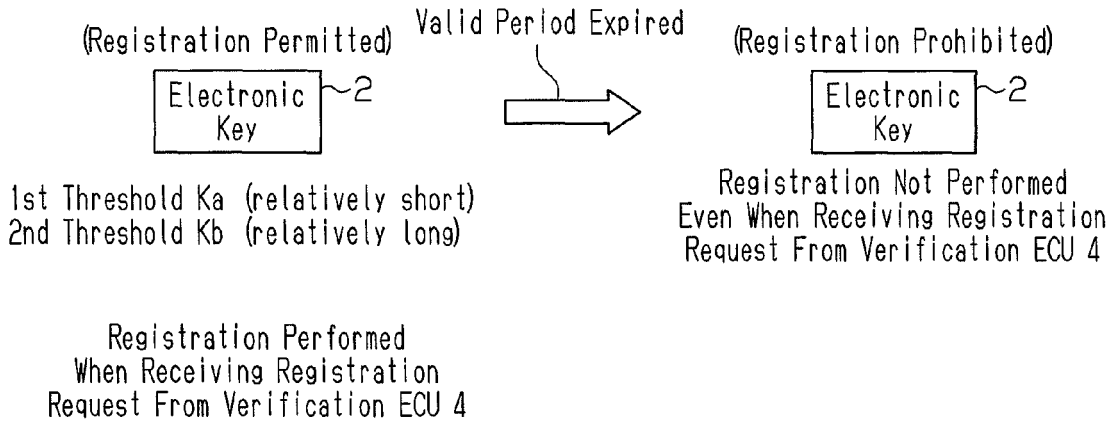 Valid Period Expired
(Registration Permitted)
(Registration Prohibited)
Electronic
Key
2
Electronic
Key
2
1st Threshold Ka (relatively short)
2nd Threshold Kb (relatively long)
Registration Not Performed
Even When Receiving Registration
Request From Verification ECU 4
Registration Performed
When Receiving Registration
Request From Verification ECU 4